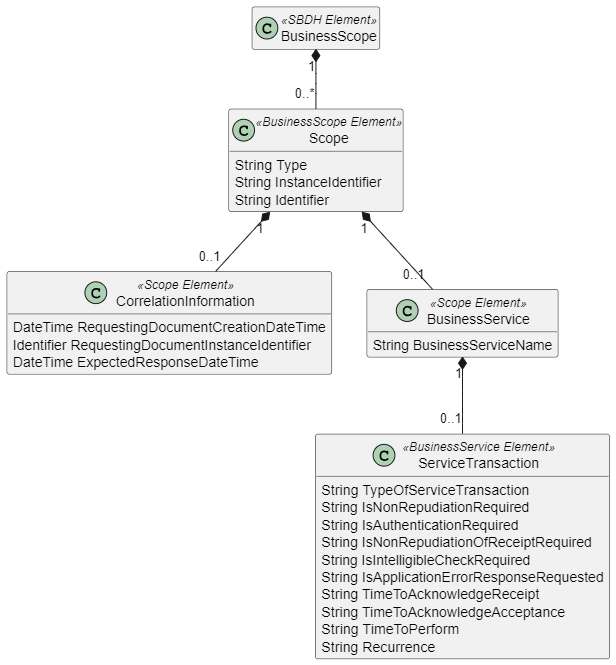 C «SBDH Element»
BusinessScope
1
0..*
C «BusinessScope Element»
Scope
String Type
String InstanceIdentifier
String Identifier
1
1
0..1
0..1
C «Scope Element»
CorrelationInformation
DateTime RequestingDocumentCreationDateTime
Identifier RequestingDocumentInstanceIdentifier
DateTime ExpectedResponseDateTime
C «Scope Element»
BusinessService
String BusinessServiceName
1
0..1
C «BusinessService Element»
ServiceTransaction
String TypeOfServiceTransaction
String IsNonRepudiationRequired
String IsAuthenticationRequired
String IsNonRepudiationOfReceiptRequired
String IsIntelligibleCheckRequired
String IsApplicationErrorResponseRequested
String TimeToAcknowledgeReceipt
String TimeToAcknowledgeAcceptance
String TimeToPerform
String Recurrence